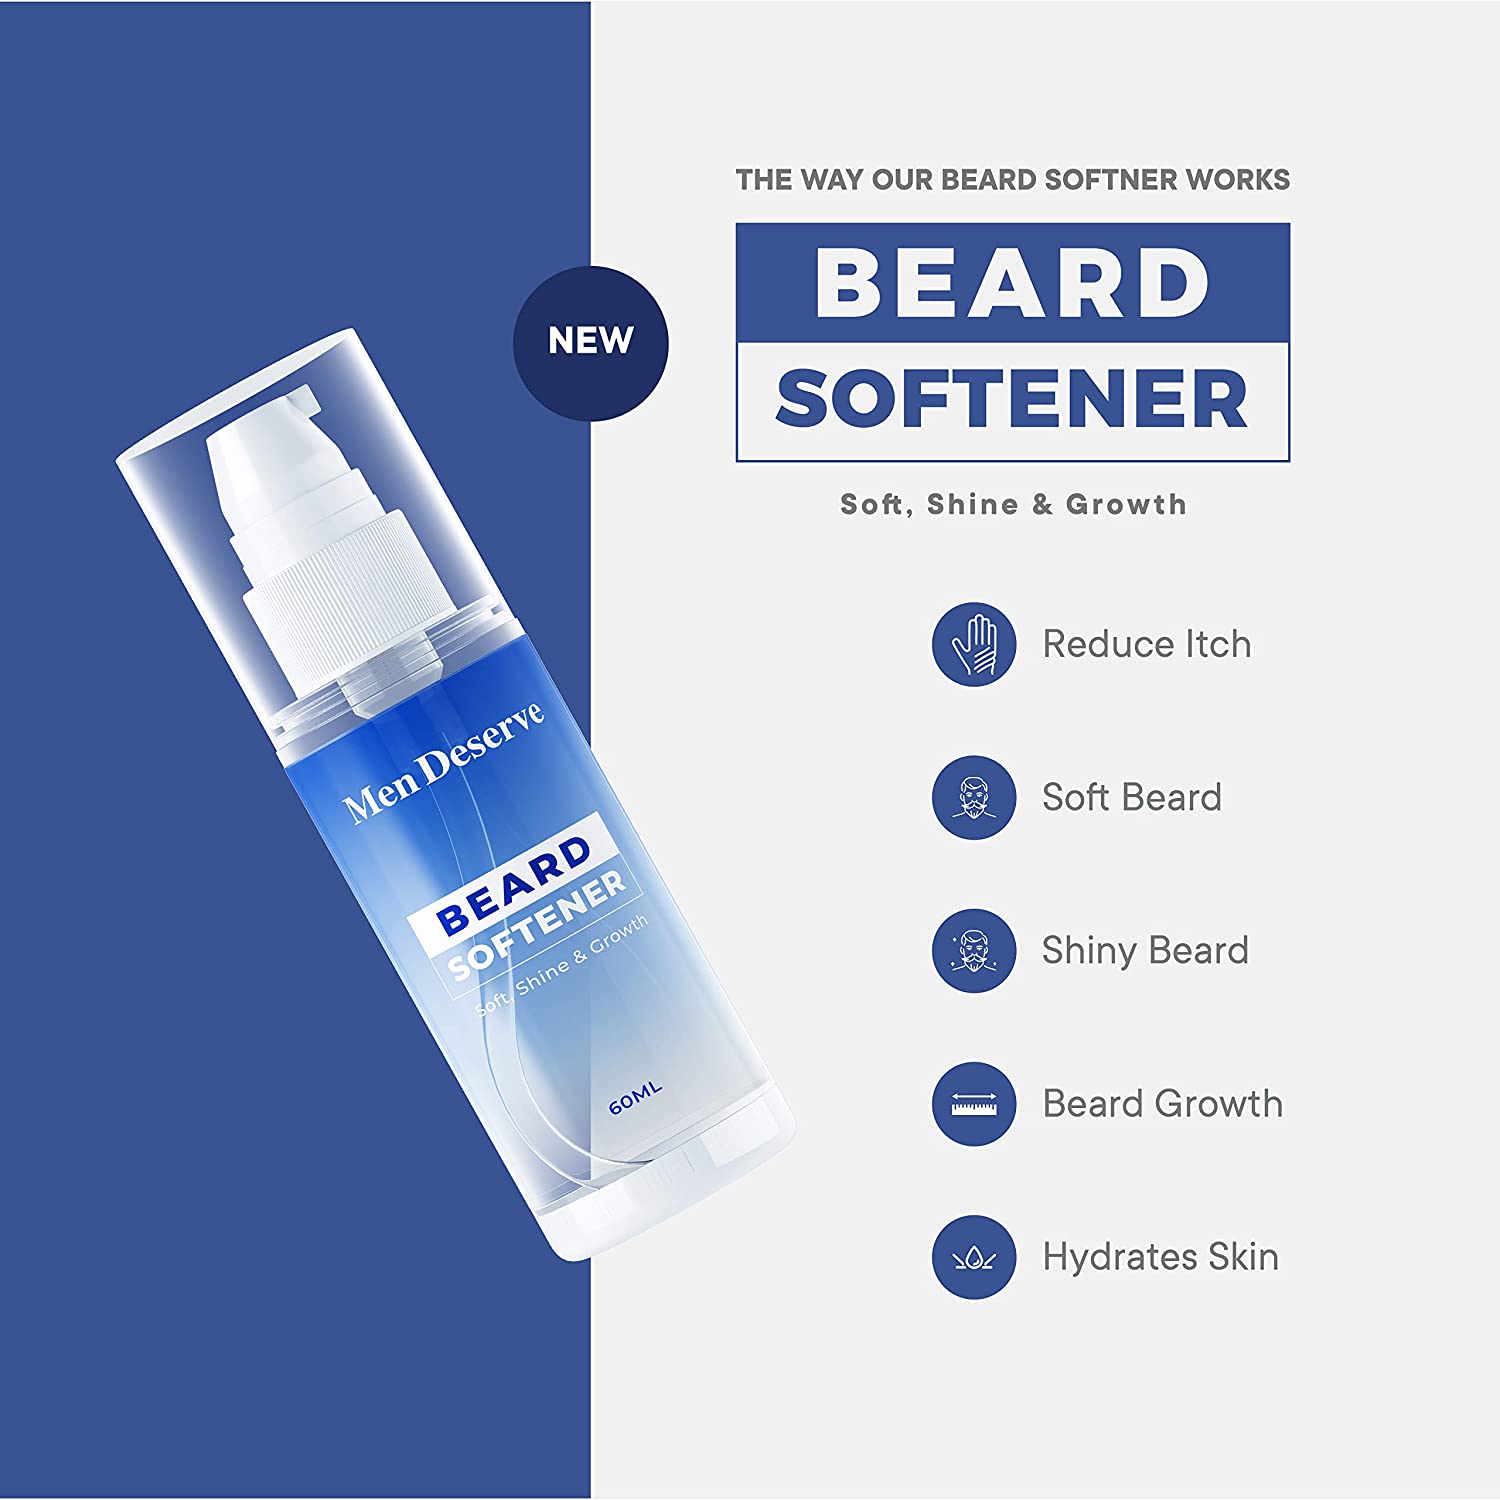 THE WAY OUR BEARD SOFTNER WORKS
BEARD
SOFTENER
Soft, Shine & Growth
NEW
Men Deserve
BEARD
SOFTENER
Soft, Shine & Growth
60ML
Reduce Itch
Soft Beard
Shiny Beard
Beard Growth
Hydrates Skin